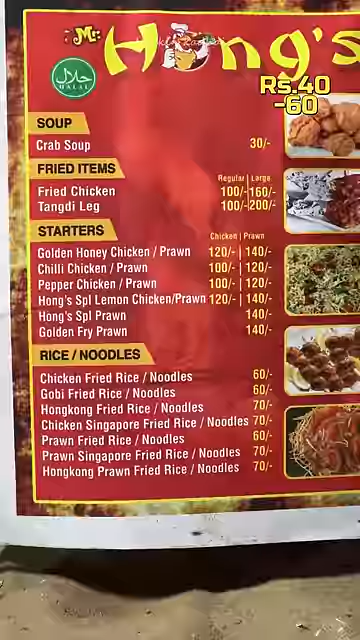 Mr. Hong's
حلال
HALAL
Rs.40
-60
SOUP
Crab Soup 30/-
FRIED ITEMS
Regular | Large
Fried Chicken 100/- 160/-
Tangdi Leg 100/- 200/-
STARTERS
Chicken | Prawn
Golden Honey Chicken / Prawn 120/- | 140/-
Chilli Chicken / Prawn 100/- | 120/-
Pepper Chicken / Prawn 100/- | 120/-
Hong's Spl Lemon Chicken/Prawn 120/- | 140/-
Hong's Spl Prawn 140/-
Golden Fry Prawn 140/-
RICE / NOODLES
Chicken Fried Rice / Noodles 60/-
Gobi Fried Rice / Noodles 60/-
Hongkong Fried Rice / Noodles 70/-
Chicken Singapore Fried Rice / Noodles 70/-
Prawn Fried Rice / Noodles 60/-
Prawn Singapore Fried Rice / Noodles 70/-
Hongkong Prawn Fried Rice / Noodles 70/-